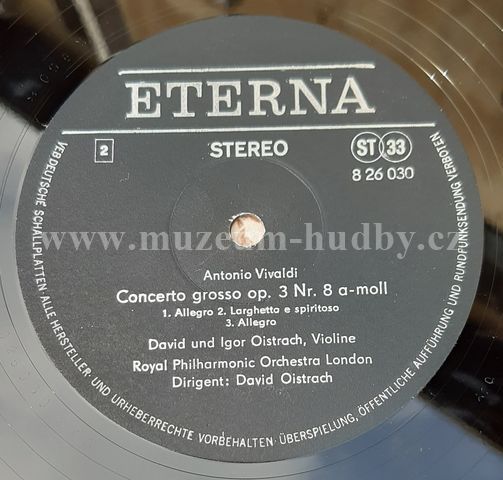 ETERNA
2
STEREO
ST 33
8 26 030
www.muzeum-hudby.cz
Antonio Vivaldi
Concerto grosso op. 3 Nr. 8 a-moll
1. Allegro 2. Larghetta e spiritoso
3. Allegro
David und Igor Oistrach, Violine
Royal Philharmonic Orchestra London
Dirigent: David Oistrach
VEB DEUTSCHE SCHALLPLATTEN · ALLE HERSTELLER- UND URHEBERRECHTE VORBEHALTEN · ÜBERSPIELUNG, ÖFFENTLICHE AUFFÜHRUNG UND RUNDFUNKSENDUNG VERBOTEN